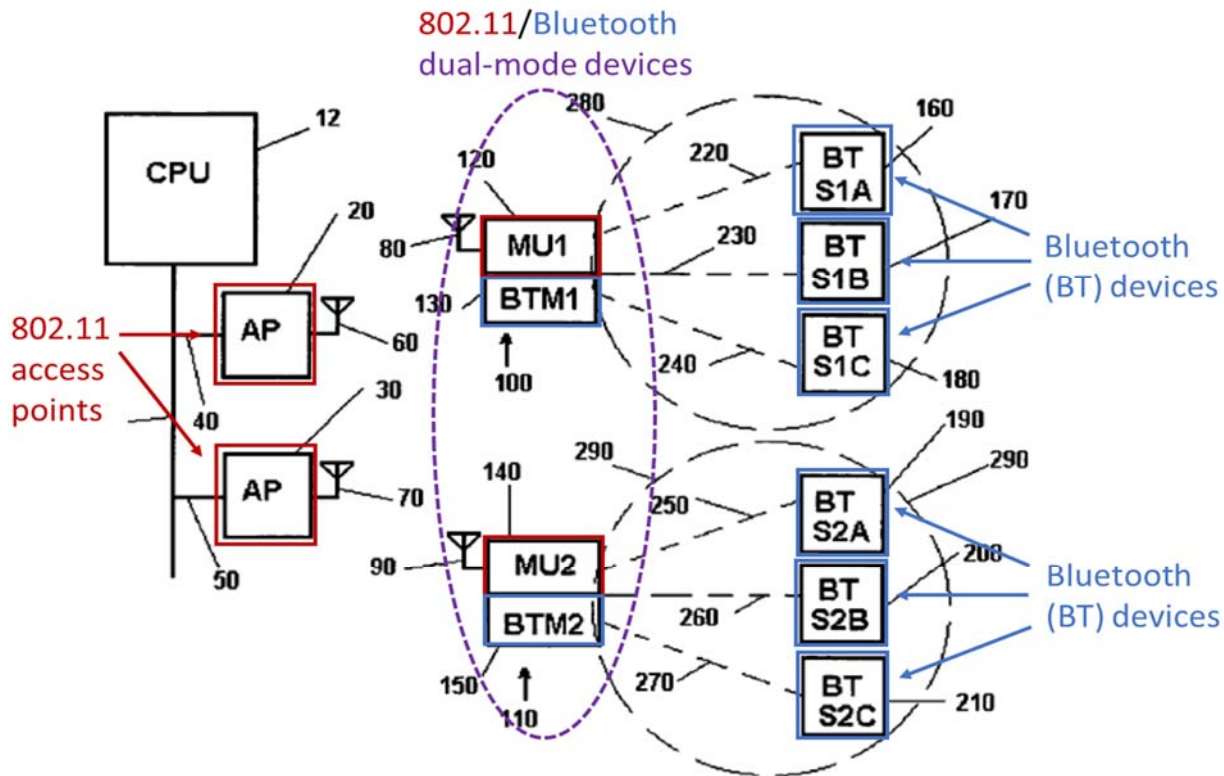 802.11/Bluetooth
dual-mode devices
12
CPU
20
AP
60
40
802.11
access
points
30
AP
70
50
280
120
80
MU1
130
BTM1
100
220
230
240
160
BT
S1A
170
BT
S1B
BT
S1C
180
Bluetooth
(BT) devices
140
90
MU2
BTM2
150
110
290
250
260
270
190
290
BT
S2A
200
BT
S2B
BT
S2C
210
Bluetooth
(BT) devices